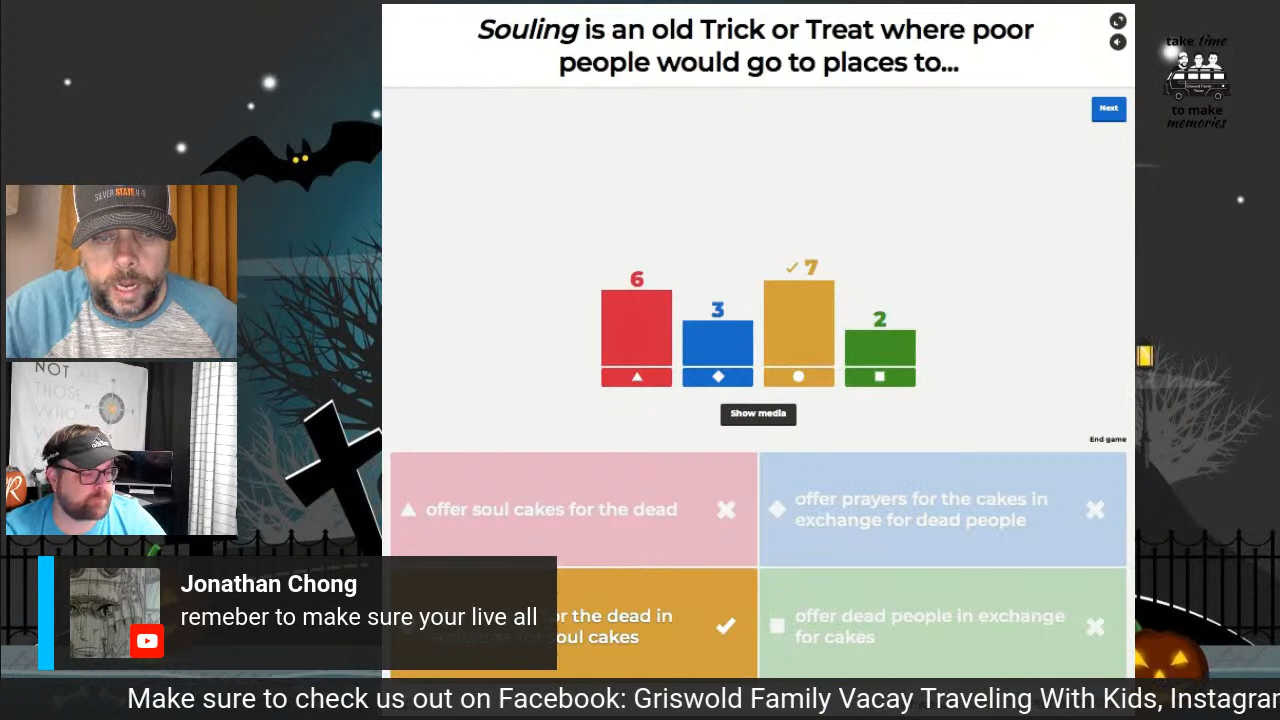 Souling is an old Trick or Treat where poor
people would go to places to...
take time
to make
memories
Next
SILVER STATE
6
3
7
2
NOT ALL
THOSE
WHO
Show media
End game
offer soul cakes for the dead
offer prayers for the cakes in
exchange for dead people
or the dead in
soul cakes
offer dead people in exchange
for cakes
Jonathan Chong
remeber to make sure your live all
Make sure to check us out on Facebook: Griswold Family Vacay Traveling With Kids, Instagra